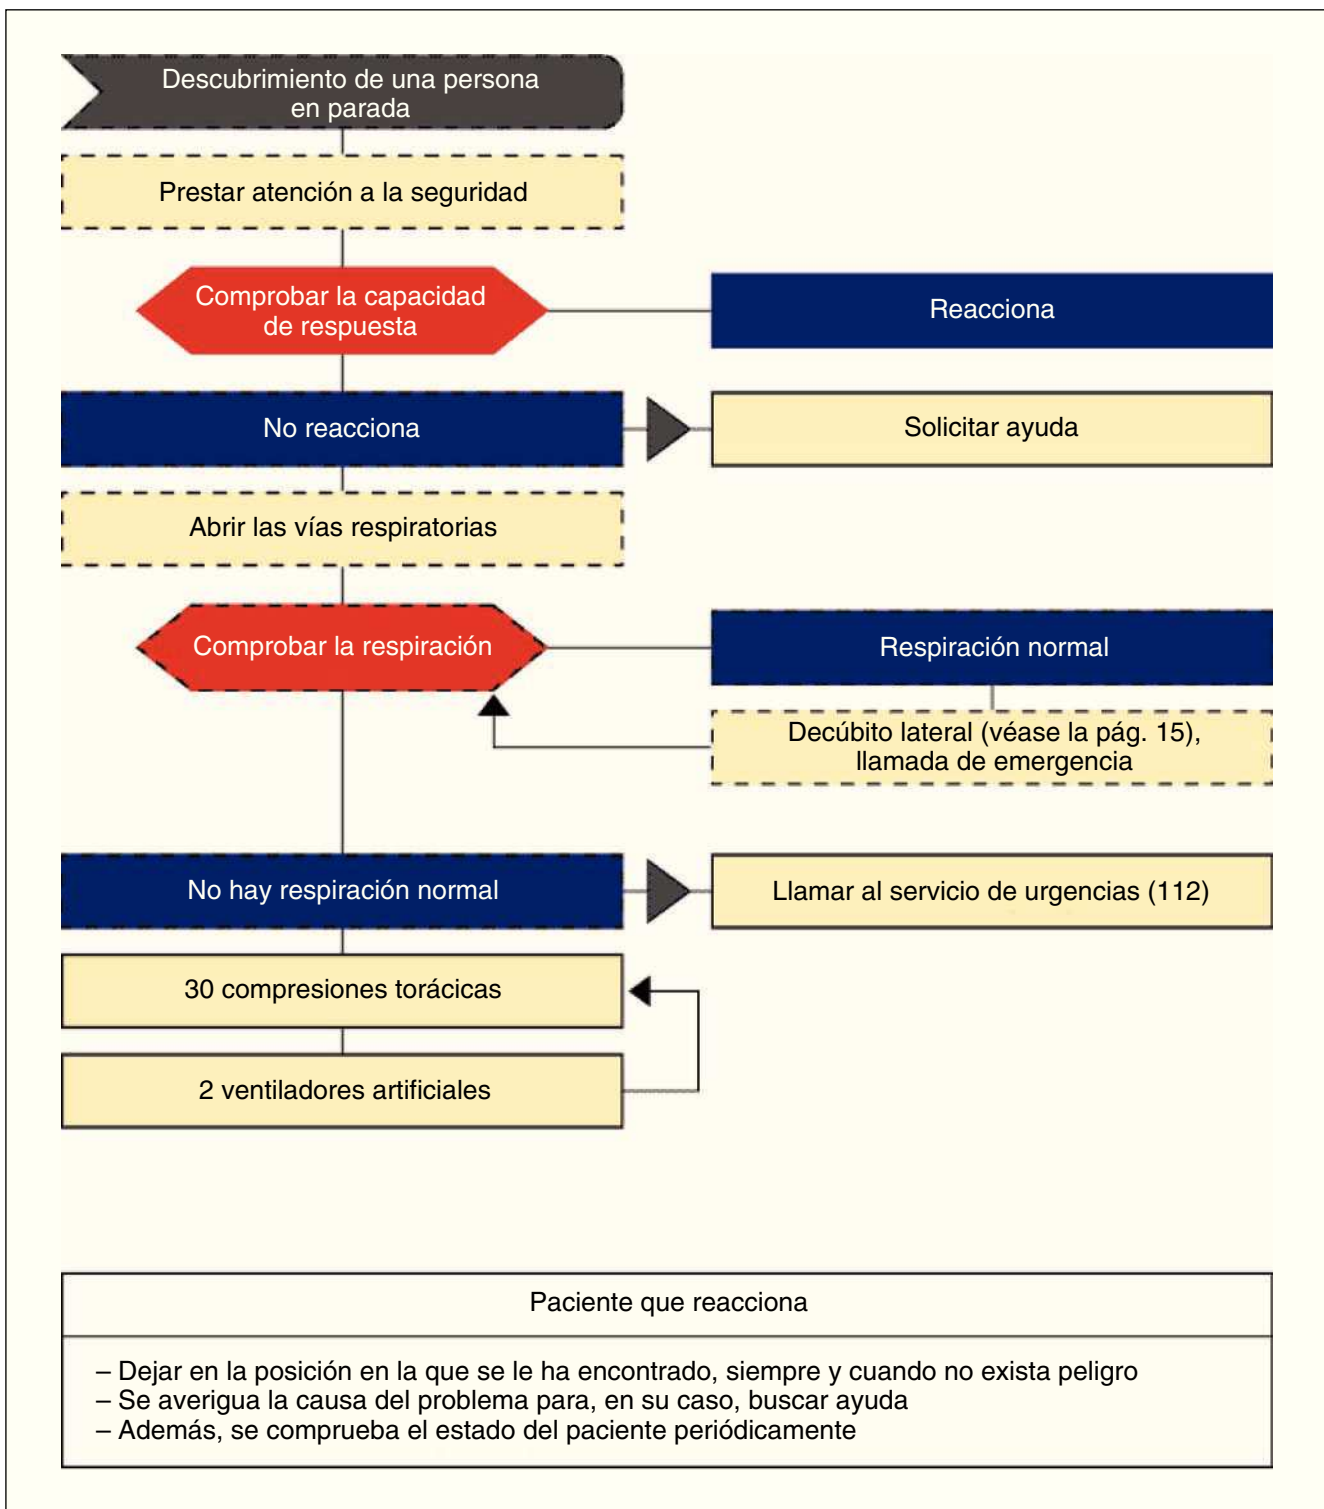 Descubrimiento de una persona
en parada
Prestar atención a la seguridad
Comprobar la capacidad
de respuesta
Reacciona
No reacciona
Solicitar ayuda
Abrir las vías respiratorias
Comprobar la respiración
Respiración normal
Decúbito lateral (véase la pág. 15),
llamada de emergencia
No hay respiración normal
Llamar al servicio de urgencias (112)
30 compresiones torácicas
2 ventiladores artificiales
Paciente que reacciona
– Dejar en la posición en la que se le ha encontrado, siempre y cuando no exista peligro
– Se averigua la causa del problema para, en su caso, buscar ayuda
– Además, se comprueba el estado del paciente periódicamente